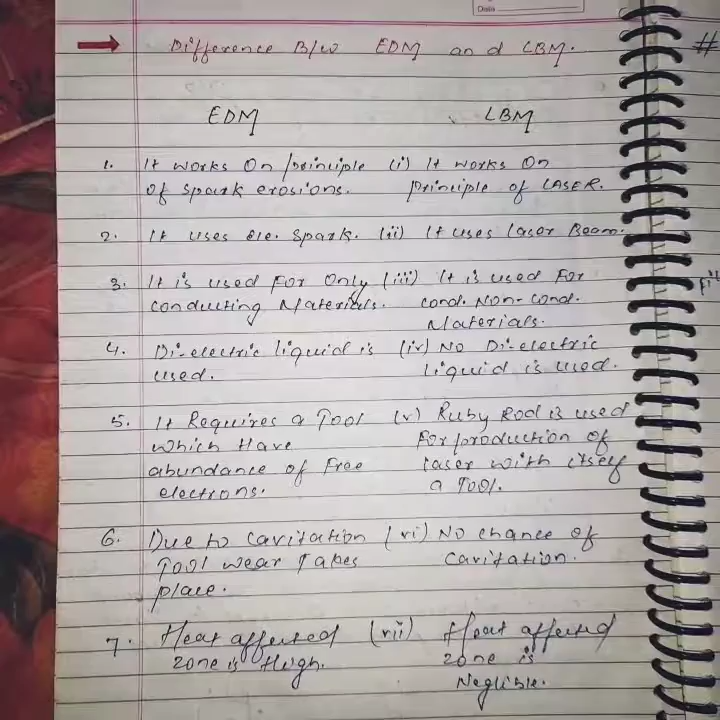 Date
Difference B/w EDM and LBM.
#
EDM LBM
1. It works On principle (i) It works On
of spark erosions. principle of LASER.
2. It uses ele. spark. (ii) It uses laser Beam.
3. It is used For Only (iii) It is used For
conducting Materials. cond. Non-cond.
Materials.
4. Di-electric liquid is (iv) No Di-electric
used. liquid is used.
5. It Requires a Tool (v) Ruby Rod is used
which Have For production of
abundance of Free laser with itself
electrons. a Tool.
6. Due to cavitation (vi) No chance of
Tool wear Takes cavitation.
place.
7. Heat affected (vii) Heat affected
zone is High. zone is
Neglible.